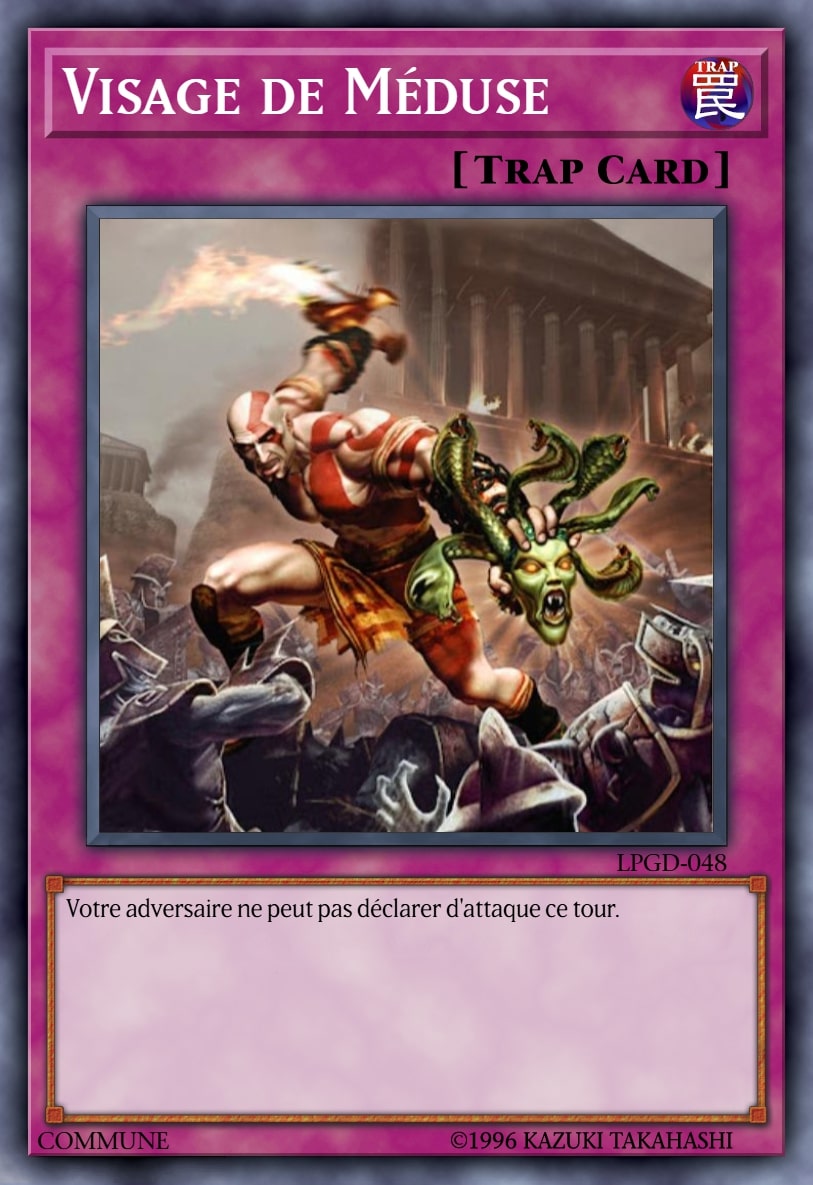 VISAGE DE MÉDUSE
TRAP
罠
[TRAP CARD]
LPGD-048
Votre adversaire ne peut pas déclarer d'attaque ce tour.
COMMUNE
©1996 KAZUKI TAKAHASHI